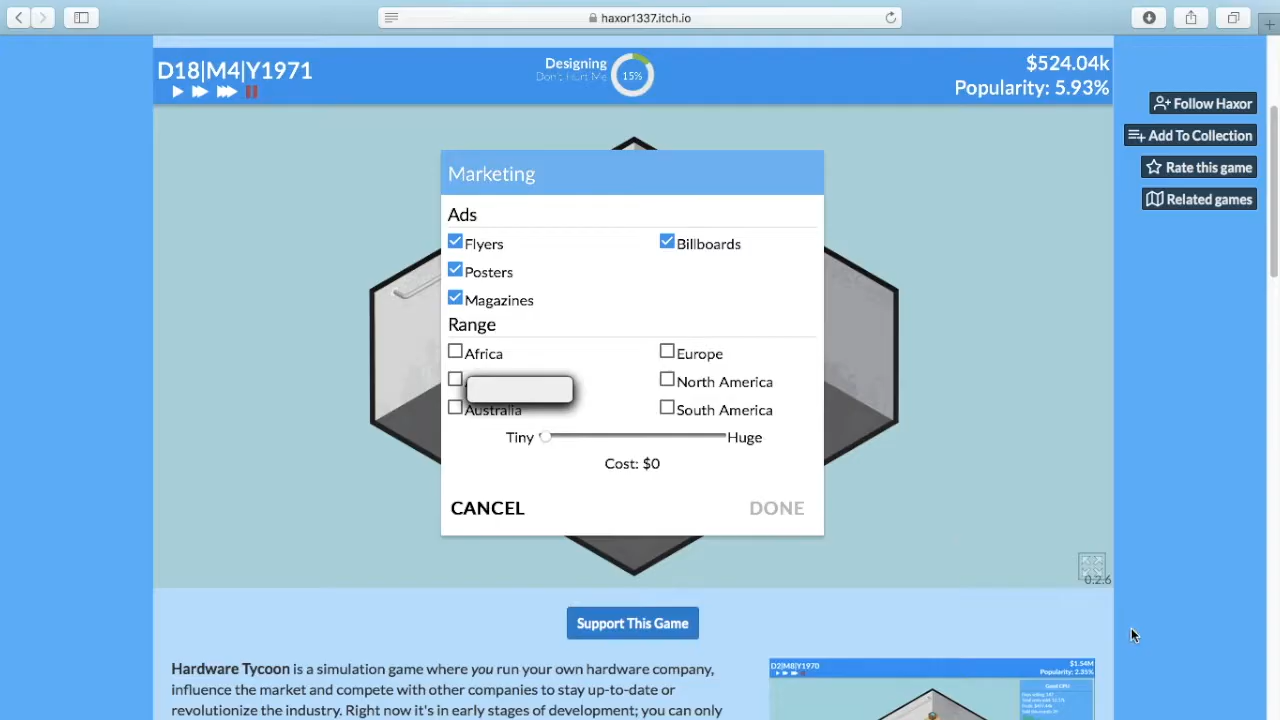 haxor1337.itch.io
D18|M4|Y1971
Designing
Don't Hurt Me
15%
$524.04k
Popularity: 5.93%
Follow Haxor
Add To Collection
Rate this game
Related games
Marketing
Ads
Flyers
Billboards
Posters
Magazines
Range
Africa
Europe
North America
Australia
South America
Tiny
Huge
Cost: $0
CANCEL
DONE
0.2.6
Support This Game
Hardware Tycoon is a simulation game where you run your own hardware company,
influence the market and compete with other companies to stay up-to-date or
revolutionize the industry. Right now it's in early stages of development; you can only
D2|M8|Y1970
$1.54M
Popularity: 2.35%
Good CPU